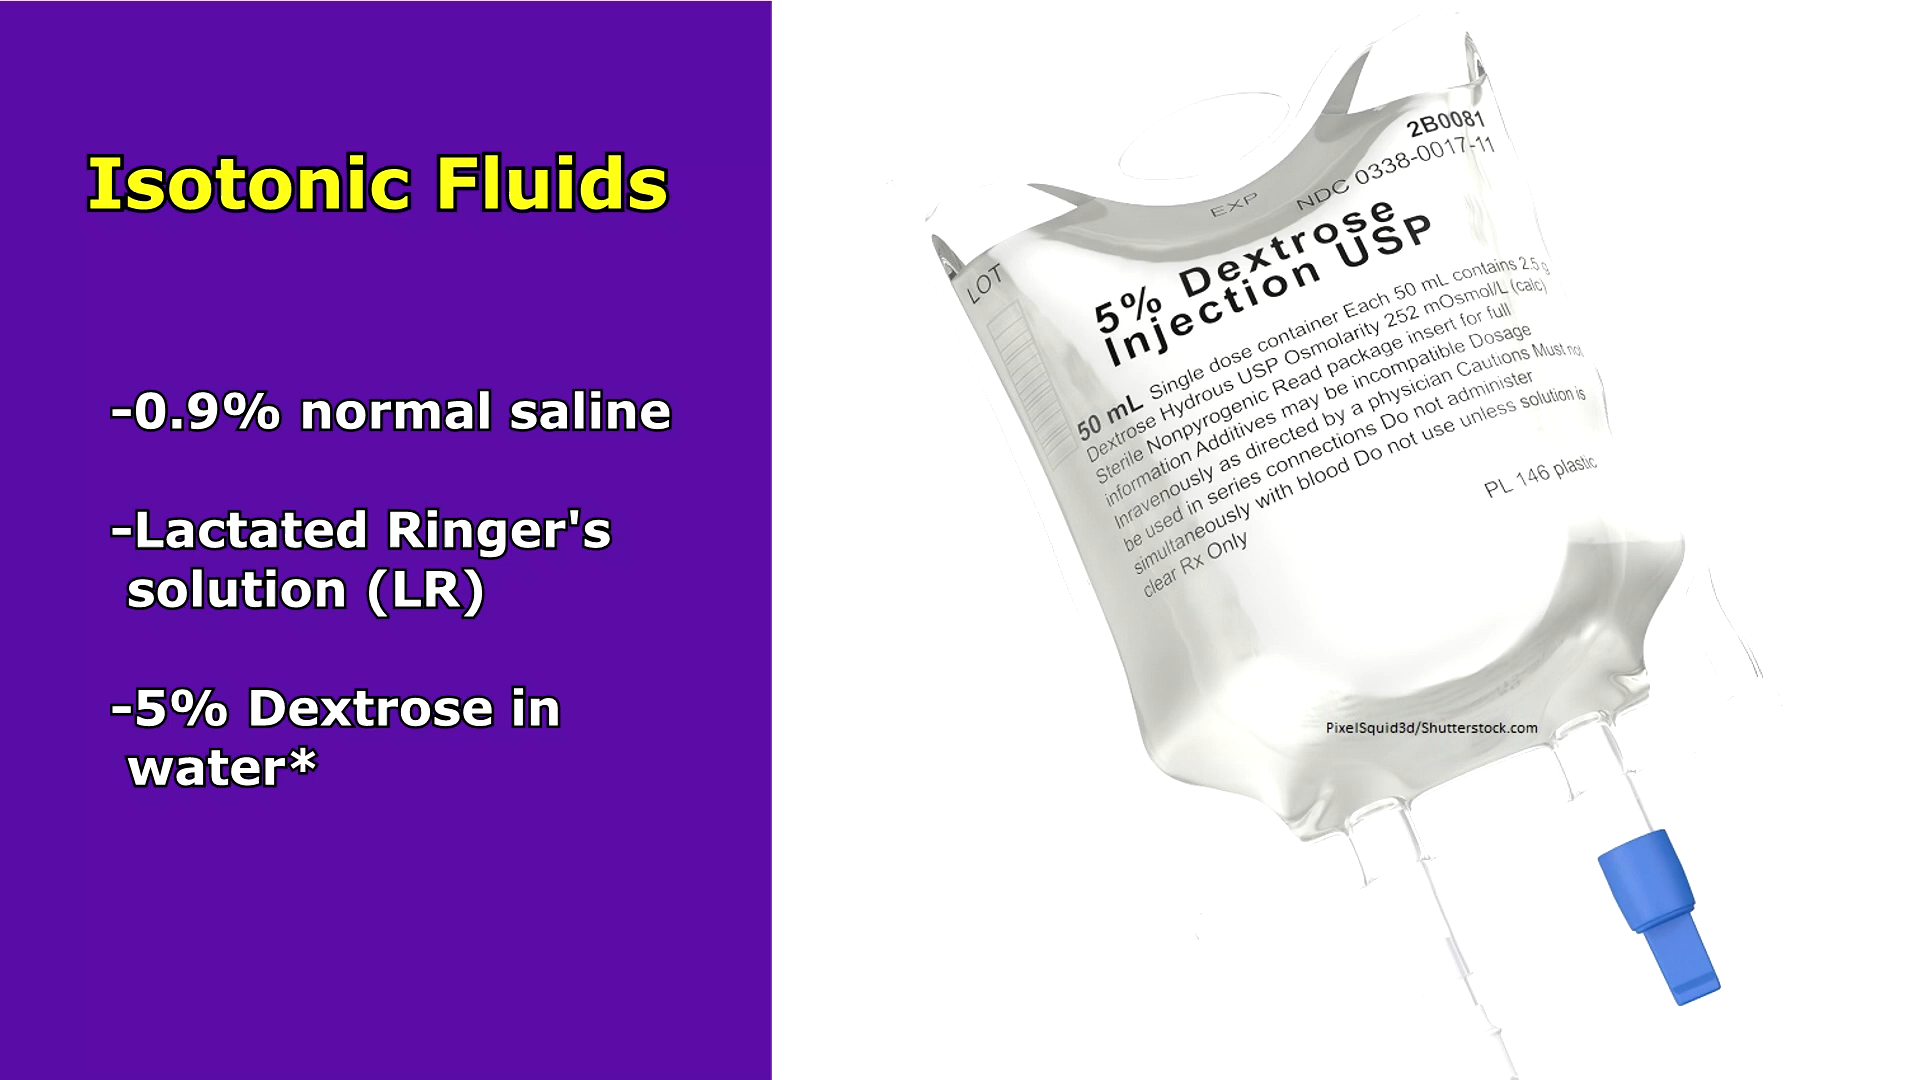 Isotonic Fluids
-0.9% normal saline
-Lactated Ringer's
solution (LR)
-5% Dextrose in
water*
2B0081
NDC 0338-0017-11
EXP
LOT
5% Dextrose
Injection USP
50 mL Single dose container Each 50 mL contains 2.5 g
Dextrose Hydrous USP Osmolarity 252 mOsmol/L (calc)
Sterile Nonpyrogenic Read package insert for full
information Additives may be incompatible Dosage
Inravenously as directed by a physician Cautions Must not
be used in series connections Do not administer
simultaneously with blood Do not use unless solution is
clear Rx Only
PL 146 plastic
PixelSquid3d/Shutterstock.com